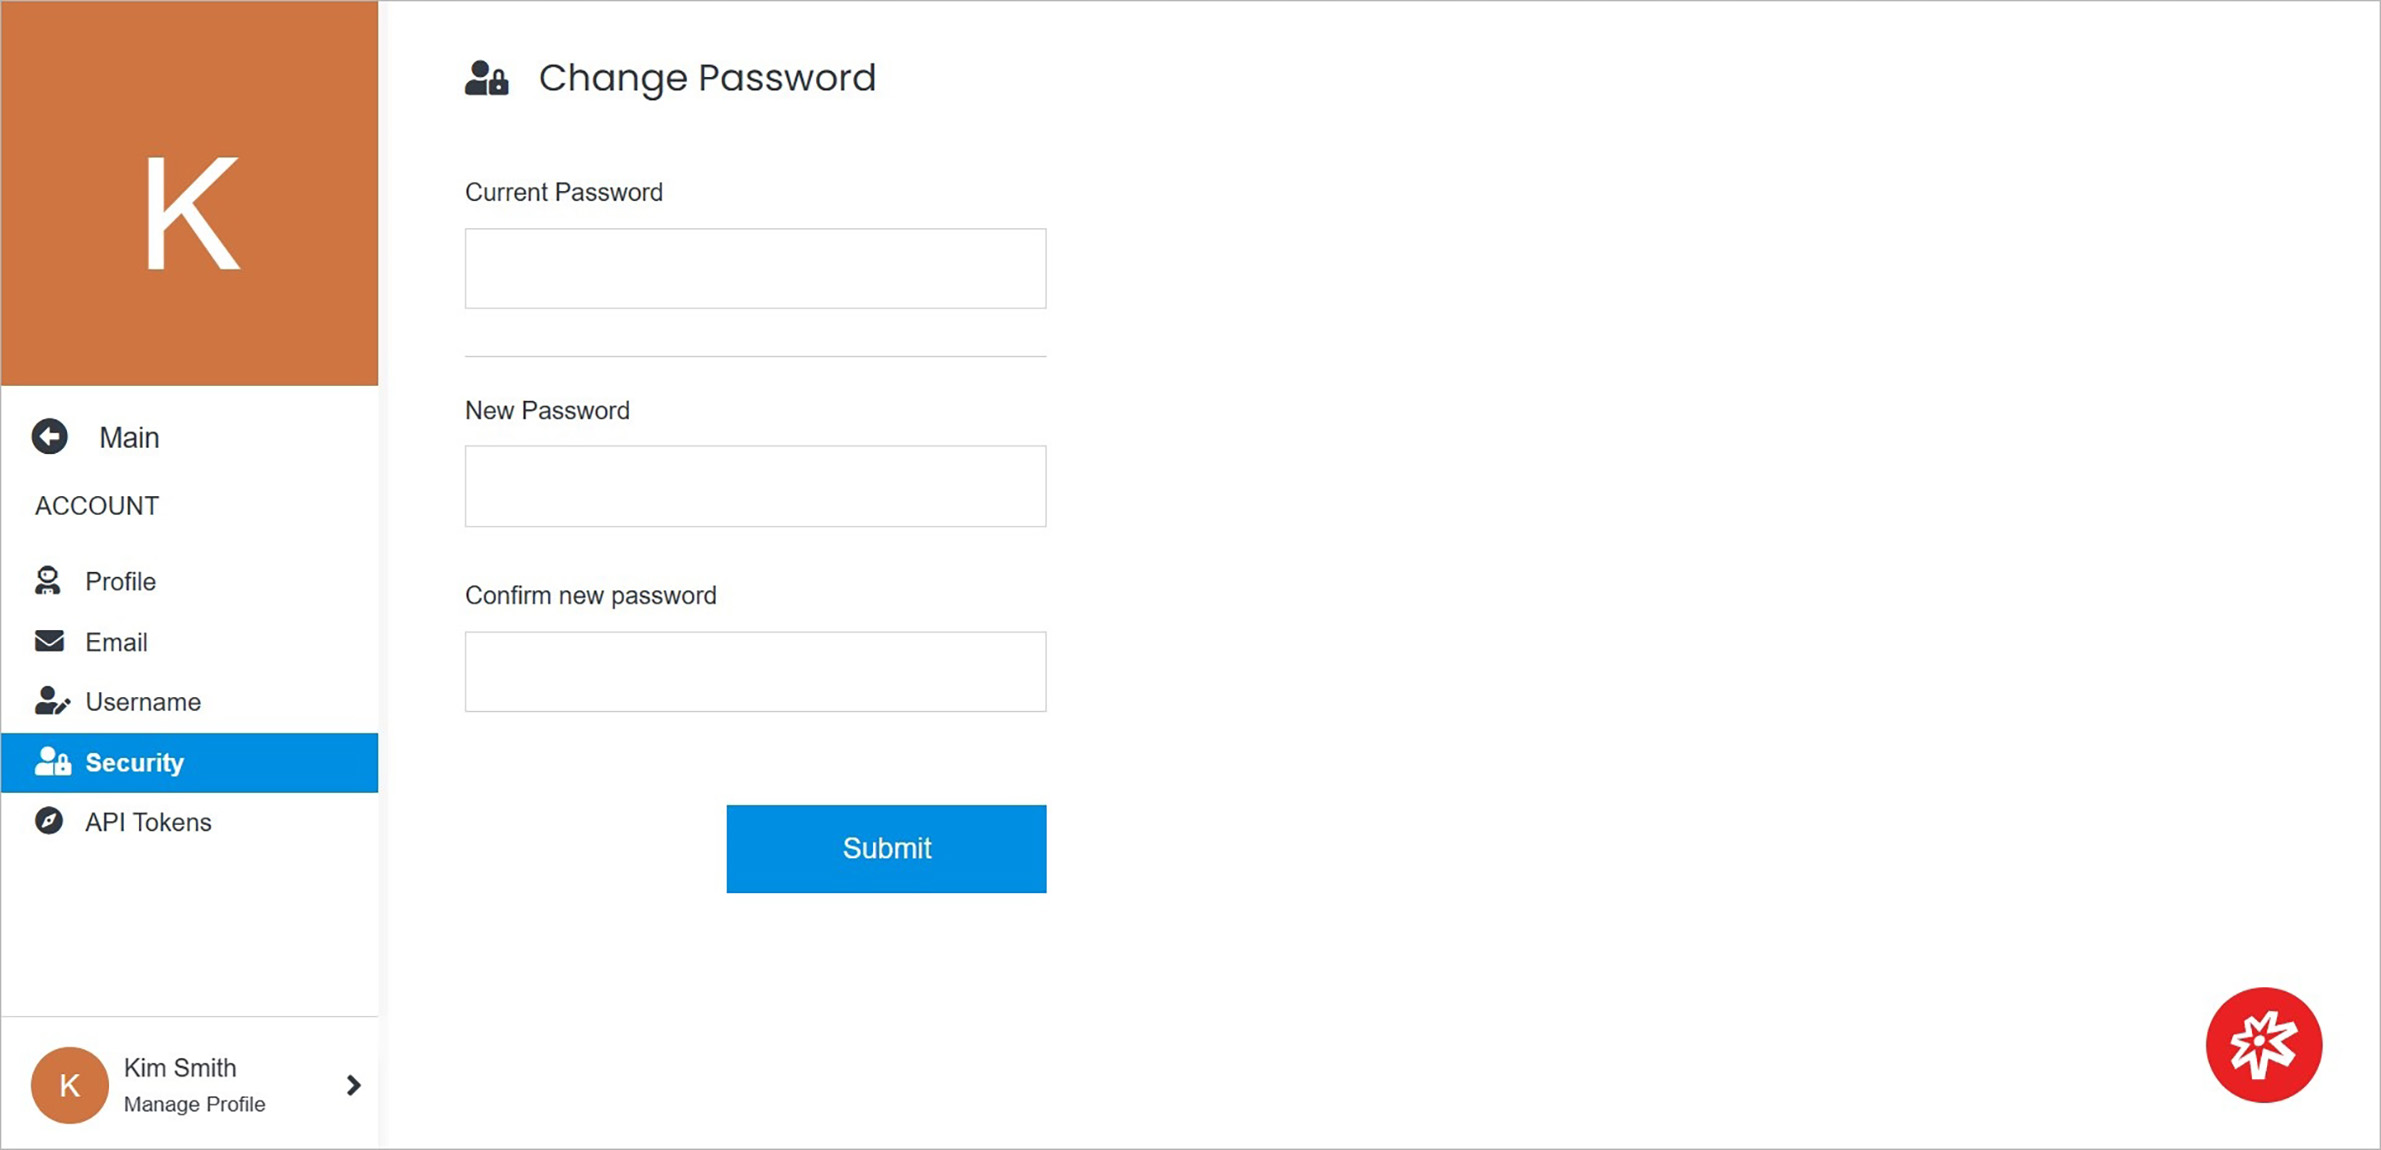 K
Main
ACCOUNT
Profile
Email
Username
Security
API Tokens
K
Kim Smith
Manage Profile
Change Password
Current Password
New Password
Confirm new password
Submit